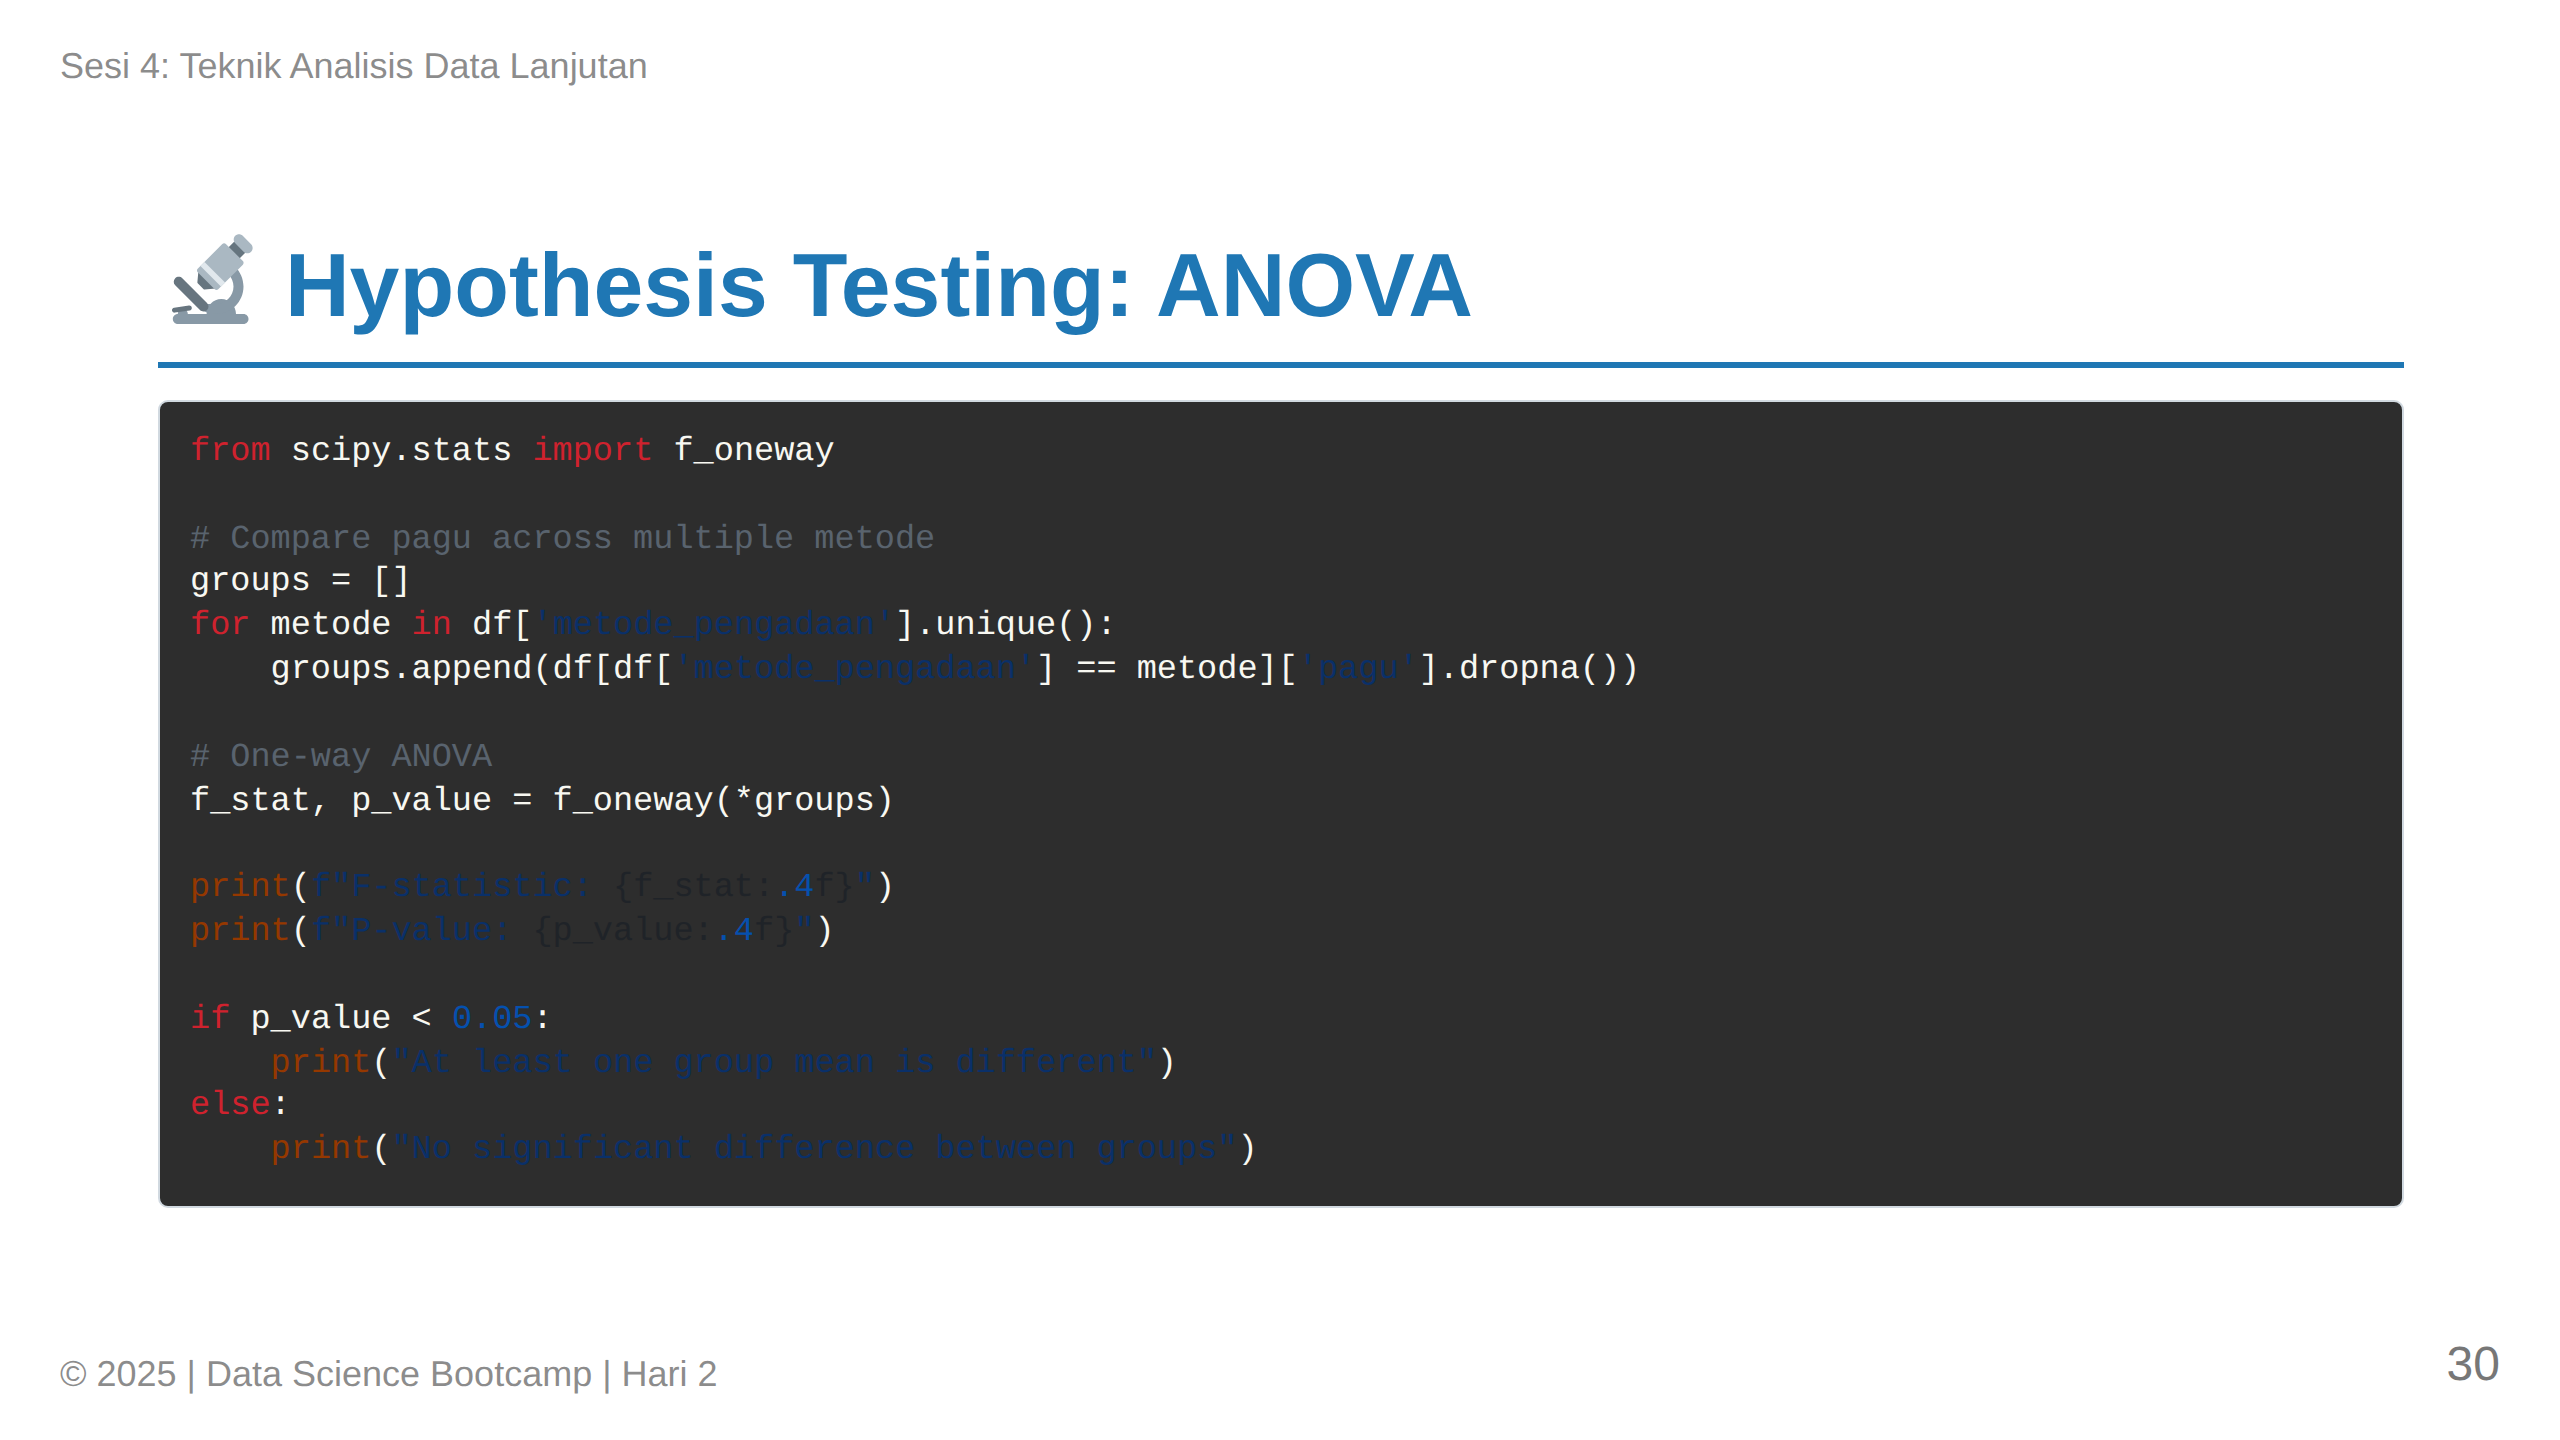 Sesi 4: Teknik Analisis Data Lanjutan
Hypothesis Testing: ANOVA
from scipy.stats import f_oneway
# Compare pagu across multiple metode
groups = []
for metode in df['metode_pengadaan'].unique():
    groups.append(df[df['metode_pengadaan'] == metode]['pagu'].dropna())
# One-way ANOVA
f_stat, p_value = f_oneway(*groups)
print(f"F-statistic: {f_stat:.4f}")
print(f"P-value: {p_value:.4f}")
if p_value < 0.05:
    print("At least one group mean is different")
else:
    print("No significant difference between groups")
© 2025 | Data Science Bootcamp | Hari 2
30